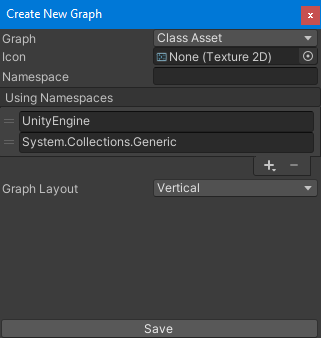 Create New Graph
x
Graph Class Asset
Icon None (Texture 2D)
Namespace
Using Namespaces
UnityEngine
System.Collections.Generic
+ −
Graph Layout Vertical
Save